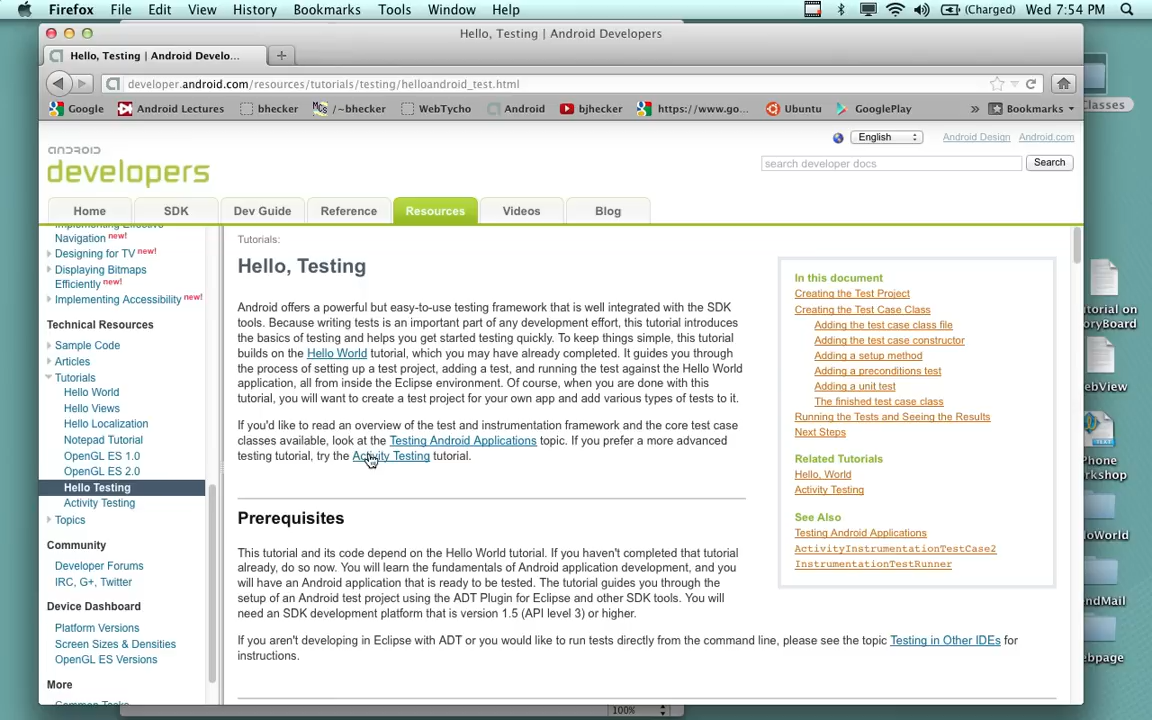 Firefox File Edit View History Bookmarks Tools Window Help (Charged) Wed 7:54 PM
Hello, Testing | Android Developers
Hello, Testing | Android Develo...
developer.android.com/resources/tutorials/testing/helloandroid_test.html
Google Android Lectures bhecker /~bhecker WebTycho Android bjhecker https://www.go... Ubuntu GooglePlay » Bookmarks
English Android Design Android.com
android
developers
search developer docs Search
Home SDK Dev Guide Reference Resources Videos Blog
Navigation new!
Designing for TV new!
Displaying Bitmaps
Efficiently new!
Implementing Accessibility new!
Technical Resources
Sample Code
Articles
Tutorials
Hello World
Hello Views
Hello Localization
Notepad Tutorial
OpenGL ES 1.0
OpenGL ES 2.0
Hello Testing
Activity Testing
Topics
Community
Developer Forums
IRC, G+, Twitter
Device Dashboard
Platform Versions
Screen Sizes & Densities
OpenGL ES Versions
More
Tutorials:
Hello, Testing
Android offers a powerful but easy-to-use testing framework that is well integrated with the SDK
tools. Because writing tests is an important part of any development effort, this tutorial introduces
the basics of testing and helps you get started testing quickly. To keep things simple, this tutorial
builds on the Hello World tutorial, which you may have already completed. It guides you through
the process of setting up a test project, adding a test, and running the test against the Hello World
application, all from inside the Eclipse environment. Of course, when you are done with this
tutorial, you will want to create a test project for your own app and add various types of tests to it.
If you'd like to read an overview of the test and instrumentation framework and the core test case
classes available, look at the Testing Android Applications topic. If you prefer a more advanced
testing tutorial, try the Activity Testing tutorial.
Prerequisites
This tutorial and its code depend on the Hello World tutorial. If you haven't completed that tutorial
already, do so now. You will learn the fundamentals of Android application development, and you
will have an Android application that is ready to be tested. The tutorial guides you through the
setup of an Android test project using the ADT Plugin for Eclipse and other SDK tools. You will
need an SDK development platform that is version 1.5 (API level 3) or higher.
If you aren't developing in Eclipse with ADT or you would like to run tests directly from the command line, please see the topic Testing in Other IDEs for
instructions.
In this document
Creating the Test Project
Creating the Test Case Class
Adding the test case class file
Adding the test case constructor
Adding a setup method
Adding a preconditions test
Adding a unit test
The finished test case class
Running the Tests and Seeing the Results
Next Steps
Related Tutorials
Hello, World
Activity Testing
See Also
Testing Android Applications
ActivityInstrumentationTestCase2
InstrumentationTestRunner
Classes
torial on
oryBoard
ebView
Phone
rkshop
loWorld
ndMail
ebpage
100%